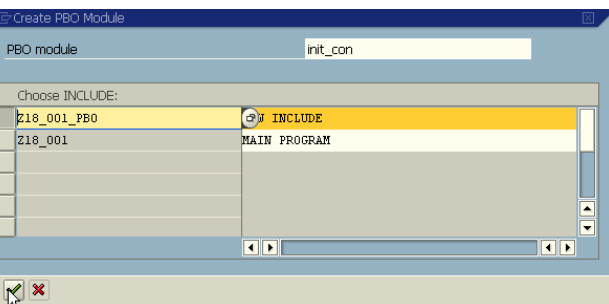 Create PBO Module
PBO module init_con
Choose INCLUDE:
Z18_001_PBO INCLUDE
Z18_001 MAIN PROGRAM